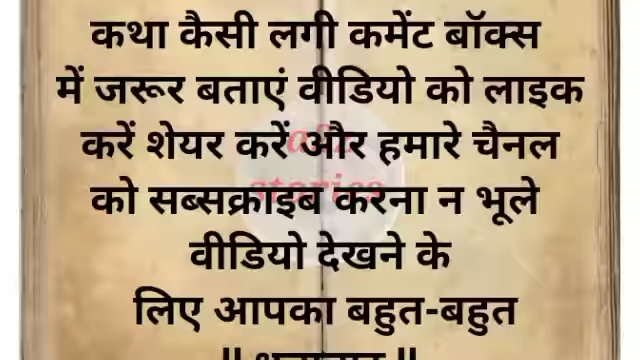 कथा कैसी लगी कमेंट बॉक्स
में जरूर बताएं वीडियो को लाइक
करें शेयर करें और हमारे चैनल
को सब्सक्राइब करना न भूले
वीडियो देखने के
लिए आपका बहुत-बहुत